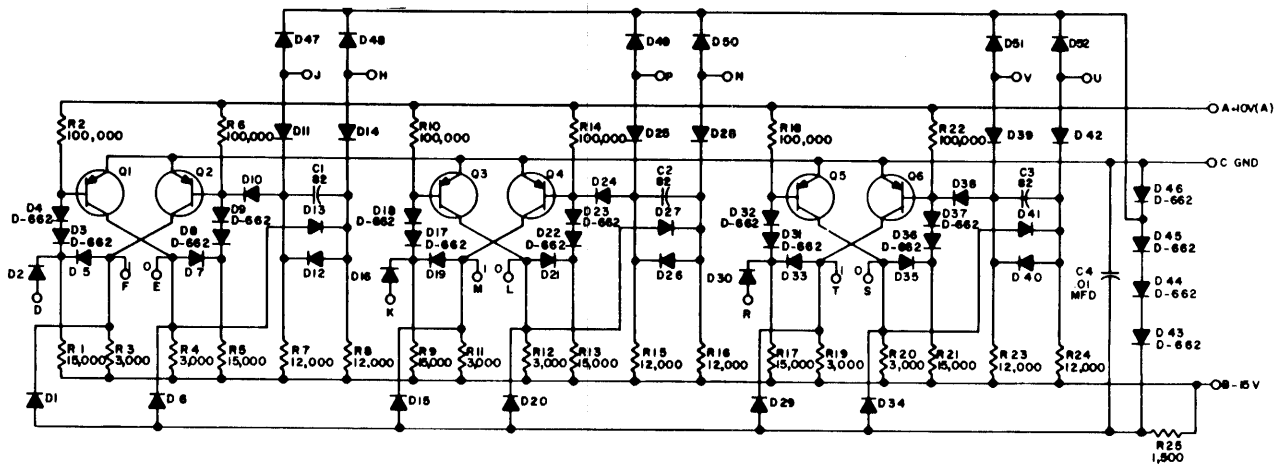 D47
D48
D49
D50
D51
D52
J
H
P
N
V
U
A+10V(A)
R2
100,000
R6
100,000
D11
D14
R10
100,000
R14
100,000
D25
D28
R18
100,000
R22
100,000
D39
D42
C GND
Q1
Q2
D10
C1
82
Q3
Q4
D24
C2
82
Q5
Q6
D38
C3
82
D46
D-662
D4
D-662
D3
D-662
D9
D-662
D8
D-662
D13
D18
D-662
D17
D-662
D23
D-662
D22
D-662
D27
D32
D-662
D31
D-662
D37
D-662
D36
D-662
D41
D45
D-662
D2
D5
D7
D12
D16
D19
D21
D26
D30
D33
D35
D40
C4
.01
MFD
D44
D-662
D
1
F
0
E
K
1
M
0
L
R
1
T
0
S
D43
D-662
R1
15,000
R3
3,000
R4
3,000
R5
15,000
R7
12,000
R8
12,000
R9
15,000
R11
3,000
R12
3,000
R13
15,000
R15
12,000
R16
12,000
R17
15,000
R19
3,000
R20
3,000
R21
15,000
R23
12,000
R24
12,000
B-15V
D1
D6
D15
D20
D29
D34
R25
1,500